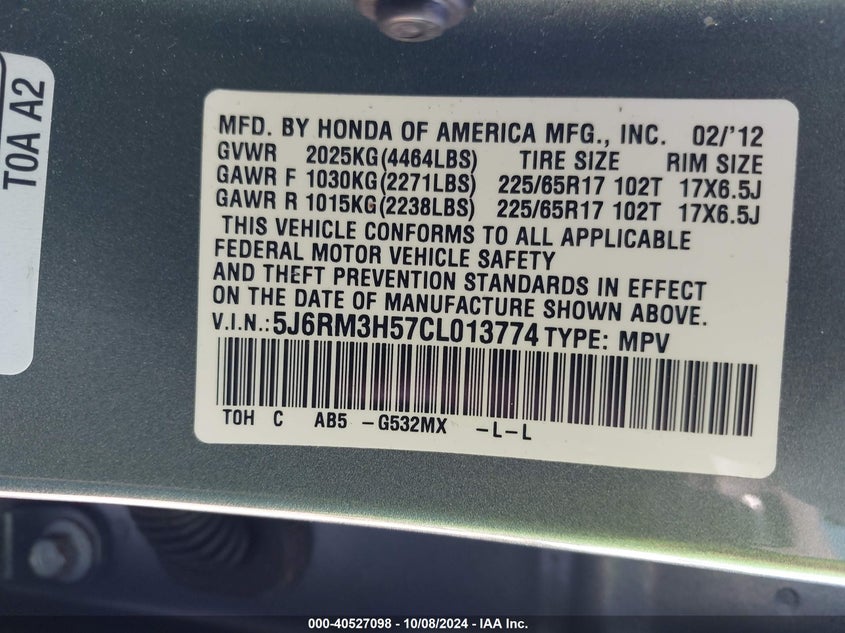 T0A A2
MFD. BY HONDA OF AMERICA MFG., INC. 02/'12
GVWR 2025KG(4464LBS) TIRE SIZE RIM SIZE
GAWR F 1030KG(2271LBS) 225/65R17 102T 17X6.5J
GAWR R 1015KG(2238LBS) 225/65R17 102T 17X6.5J
THIS VEHICLE CONFORMS TO ALL APPLICABLE
FEDERAL MOTOR VEHICLE SAFETY
AND THEFT PREVENTION STANDARDS IN EFFECT
ON THE DATE OF MANUFACTURE SHOWN ABOVE.
V.I.N.:5J6RM3H57CL013774 TYPE: MPV
T0H C AB5 -G532MX -L-L
000-40527098 - 10/08/2024 - IAA Inc.